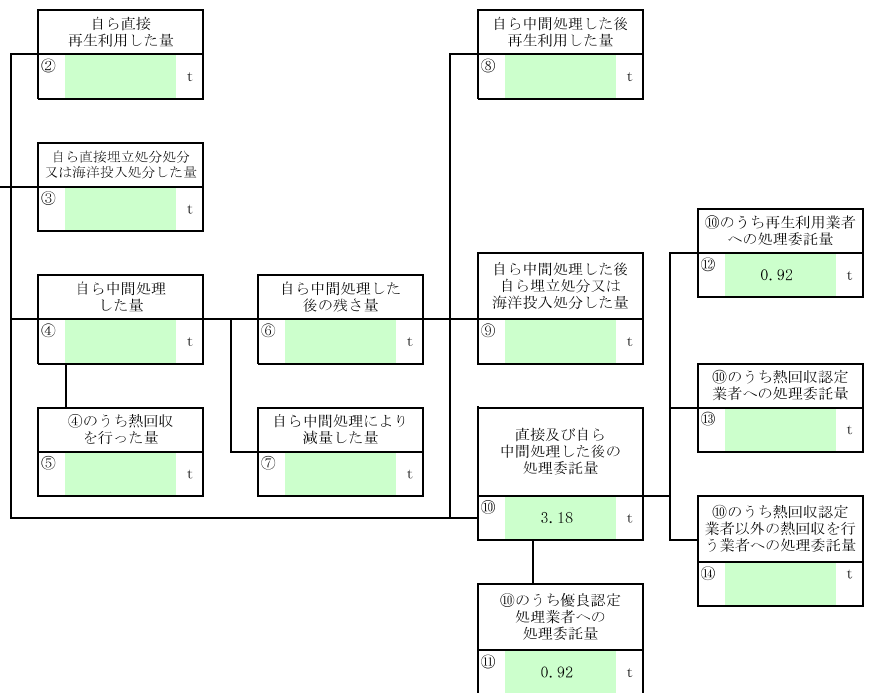 自ら直接
再生利用した量
② t
自ら中間処理した後
再生利用した量
⑧ t
自ら直接埋立処分処分
又は海洋投入処分した量
③ t
⑩のうち再生利用業者
への処理委託量
⑫ 0.92 t
自ら中間処理
した量
④ t
自ら中間処理した
後の残さ量
⑥ t
自ら中間処理した後
自ら埋立処分又は
海洋投入処分した量
⑨ t
⑩のうち熱回収認定
業者への処理委託量
⑬ t
④のうち熱回収
を行った量
⑤ t
自ら中間処理により
減量した量
⑦ t
直接及び自ら
中間処理した後の
処理委託量
⑩ 3.18 t
⑩のうち熱回収認定
業者以外の熱回収を行
う業者への処理委託量
⑭ t
⑩のうち優良認定
処理業者への
処理委託量
⑪ 0.92 t